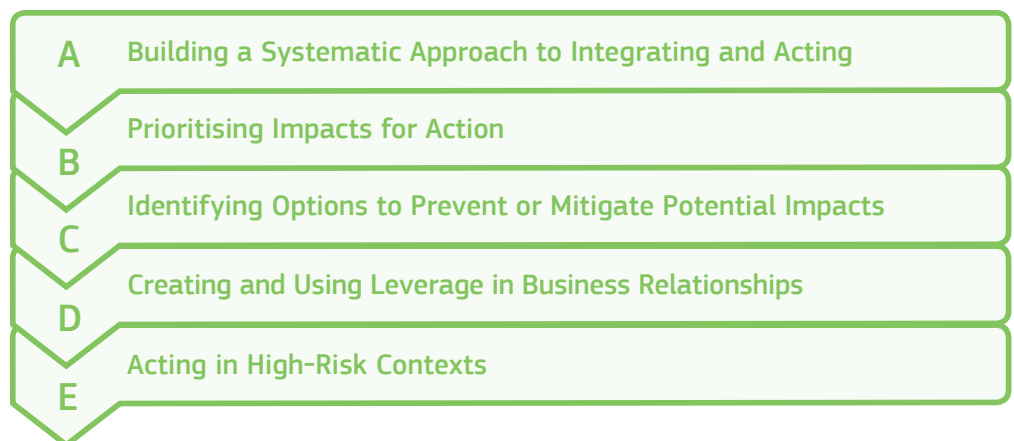 A Building a Systematic Approach to Integrating and Acting
B Prioritising Impacts for Action
C Identifying Options to Prevent or Mitigate Potential Impacts
D Creating and Using Leverage in Business Relationships
E Acting in High-Risk Contexts